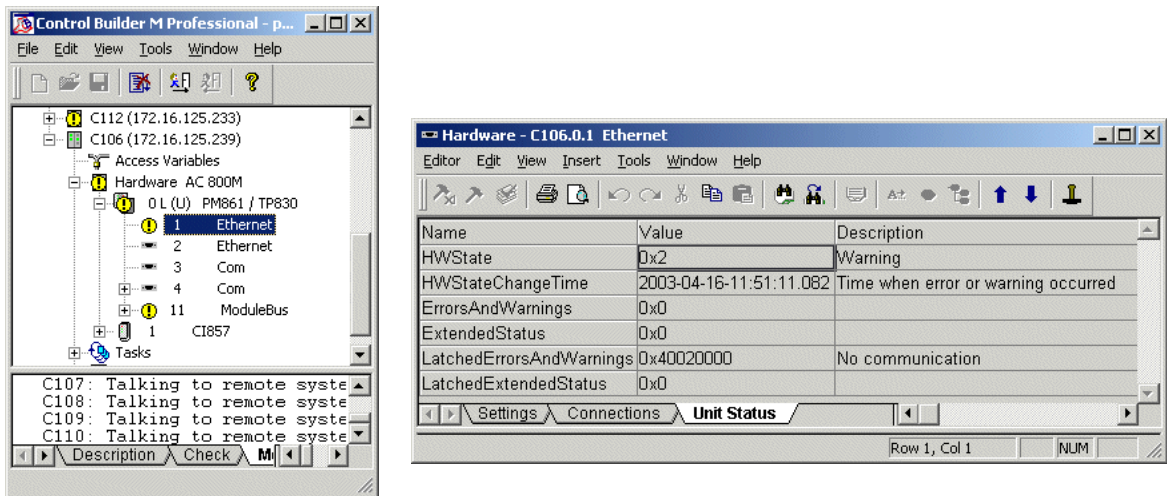 Control Builder M Professional - p...
File Edit View Tools Window Help
C112 (172.16.125.233)
C106 (172.16.125.239)
Access Variables
Hardware AC 800M
0 L (U) PM861 / TP830
1 Ethernet
2 Ethernet
3 Com
4 Com
11 ModuleBus
1 CI857
Tasks
C107: Talking to remote syste
C108: Talking to remote syste
C109: Talking to remote syste
C110: Talking to remote syste
Description Check M
Hardware - C106.0.1 Ethernet
Editor Edit View Insert Tools Window Help
Name Value Description
HWState 0x2 Warning
HWStateChangeTime 2003-04-16-11:51:11.082 Time when error or warning occurred
ErrorsAndWarnings 0x0
ExtendedStatus 0x0
LatchedErrorsAndWarnings 0x40020000 No communication
LatchedExtendedStatus 0x0
Settings Connections Unit Status
Row 1, Col 1 NUM